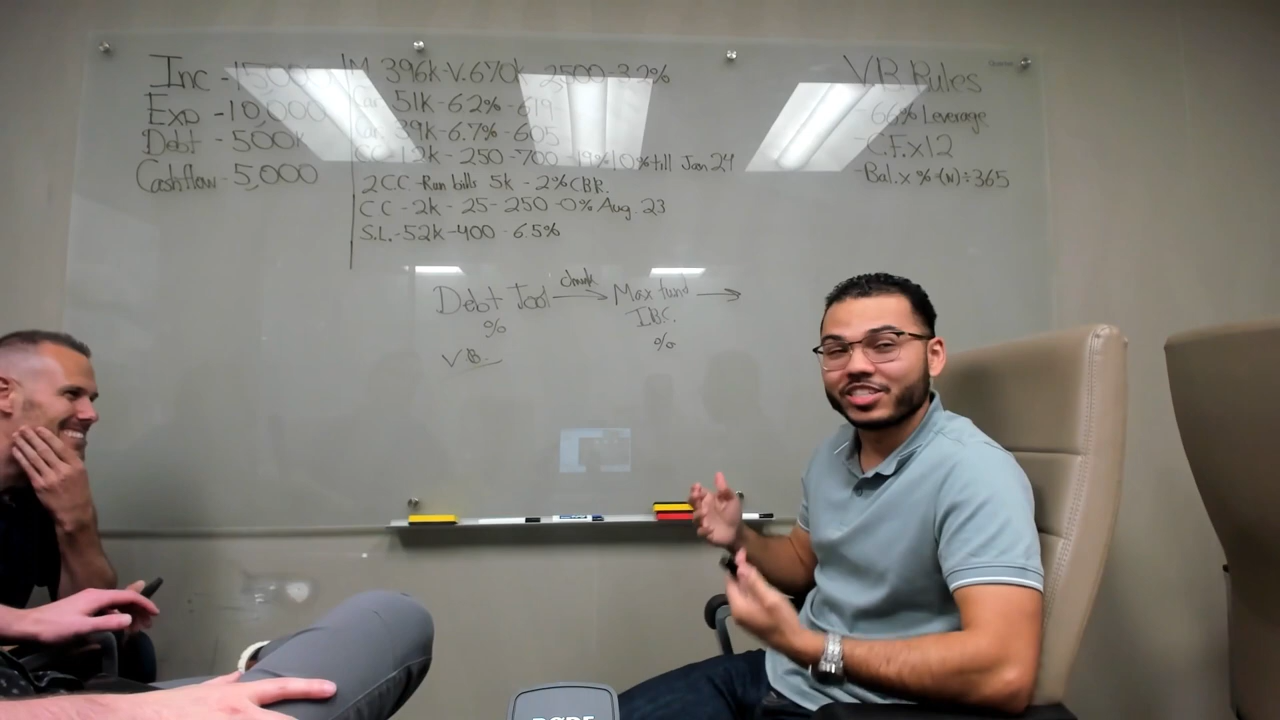 Inc - 15,000
Exp - 10,000
Debt - 500k
Cashflow - 5,000
M. 396k - V. 670k - 2500 - 3.2%
Car 51k - 6.2% - 619
Car 39k - 6.7% - 605
CC - 12k - 250 - 700 - 19% 0% till Jan 24
2CC - Run bills 5k - 2% CBR.
CC - 2k - 25 - 250 - 0% Aug. 23
S.L. - 52k - 400 - 6.5%
VB Rules
- 66% Leverage
- C.F. x 12
- Bal. x % - (N) ÷ 365
Debt Tool chunk → Max fund →
% IBC.
V B. %
RØDE